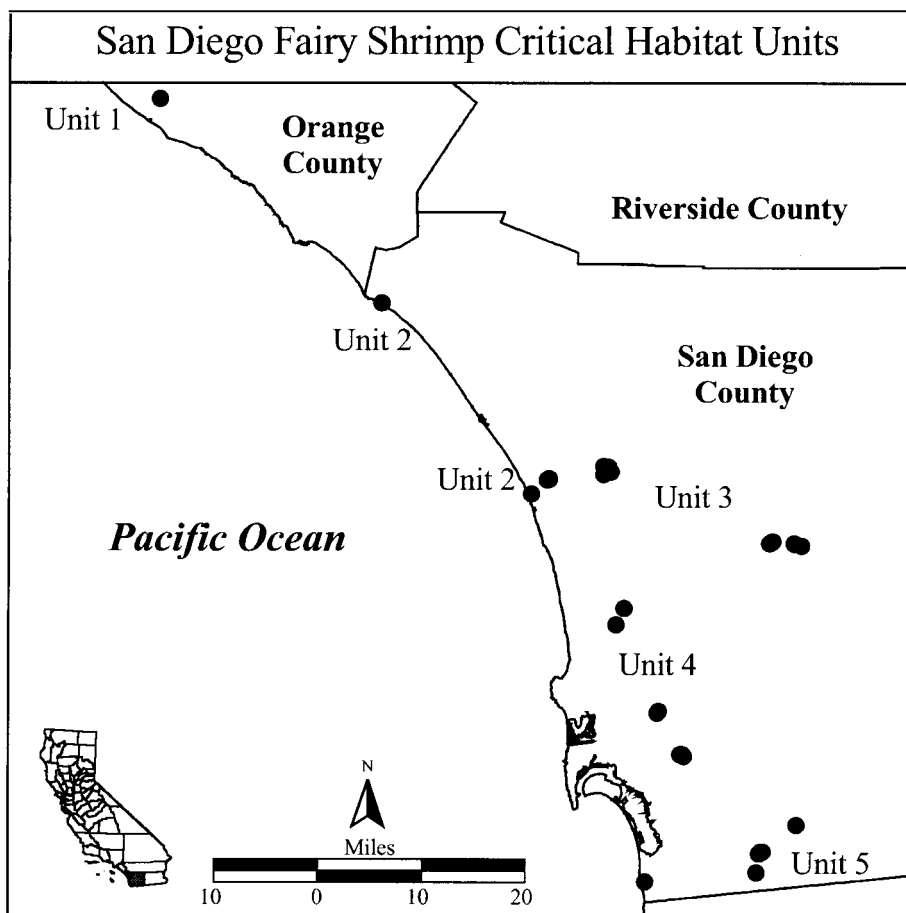 San Diego Fairy Shrimp Critical Habitat Units
Unit 1
Orange
County
Riverside County
Unit 2
San Diego
County
Unit 2
Unit 3
Pacific Ocean
Unit 4
N
Miles
Unit 5
10 0 10 20